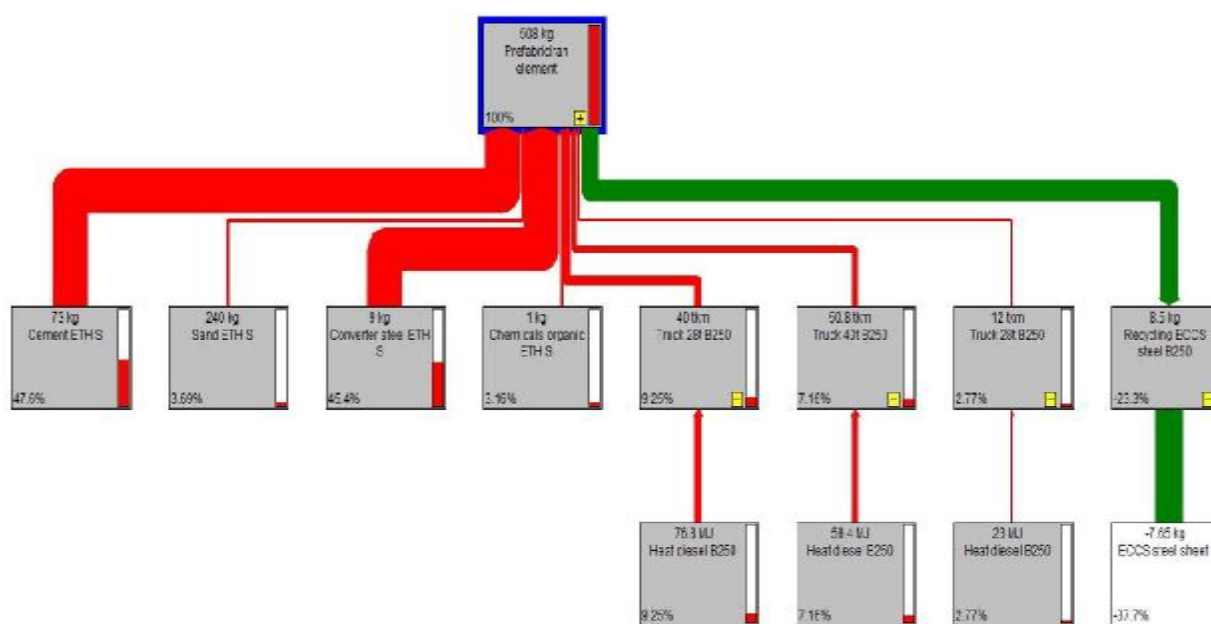 508 kg
Prefabrichan
element
100%
73 kg
Cement ETH S
47.6%
240 kg
Sand ETH S
3.69%
9 kg
Converter steel ETH
S
45.4%
1 kg
Chemicals organic
ETH S
3.16%
40 tkm
Truck 28t B250
9.25%
50.8 tkm
Truck 40t B250
7.16%
12 tkm
Truck 28t B250
2.77%
8.5 kg
Recycling ECCS
steel B250
-23.3%
76.3 MJ
Heat diesel B250
9.25%
59.4 MJ
Heat diesel B250
7.16%
23 MJ
Heat diesel B250
2.77%
-7.65 kg
ECCS steel sheet
-37.7%